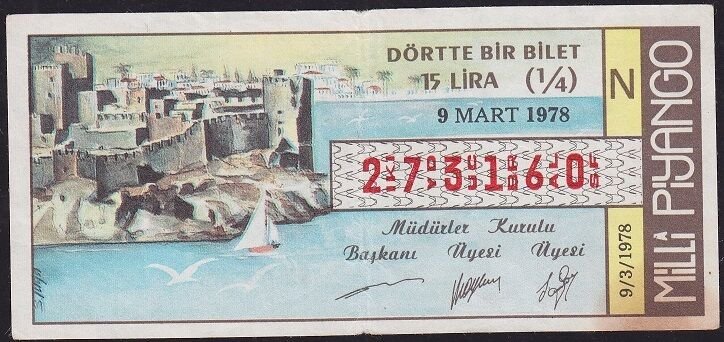 DÖRTTE BİR BİLET
15 LİRA (1/4)
9 MART 1978
2 7 3 1 6 0
Müdürler Kurulu
Başkanı Üyesi Üyesi
N
9/3/1978
MİLLÎ PİYANGO